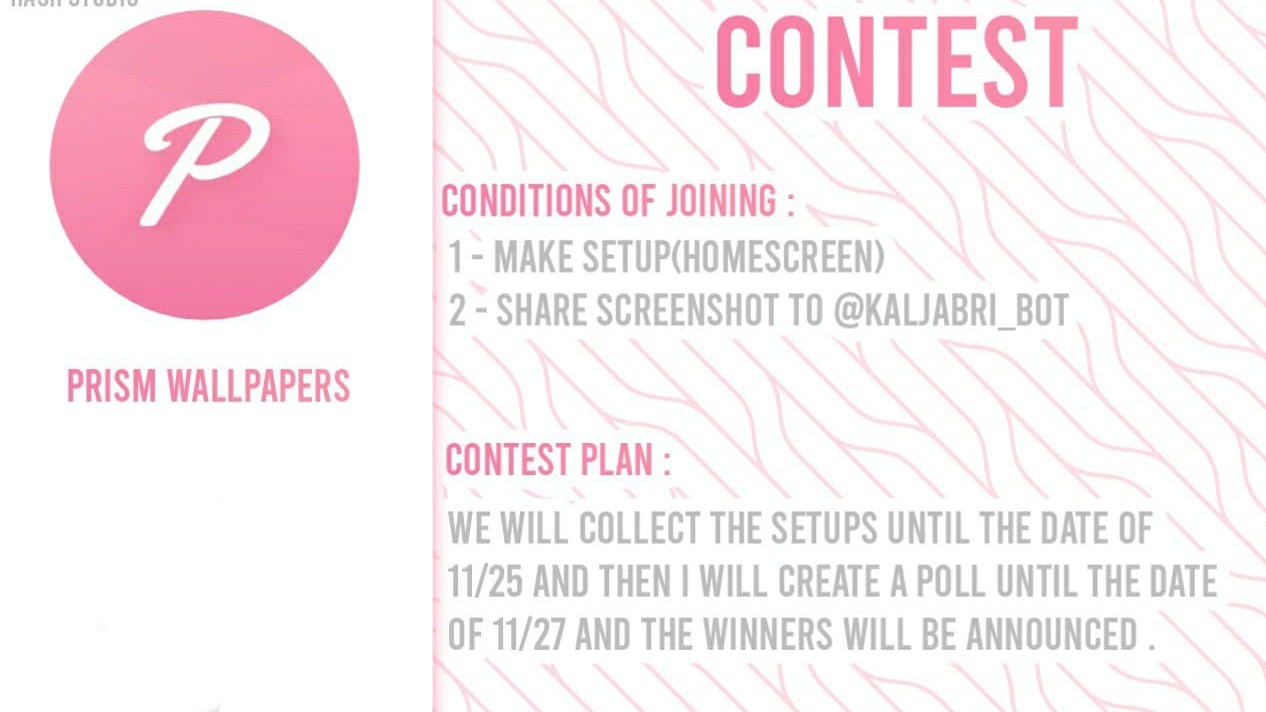 HASH STUDIO
P
PRISM WALLPAPERS
CONTEST
CONDITIONS OF JOINING :
1 - MAKE SETUP(HOMESCREEN)
2 - SHARE SCREENSHOT TO @KALJABRI_BOT
CONTEST PLAN :
WE WILL COLLECT THE SETUPS UNTIL THE DATE OF
11/25 AND THEN I WILL CREATE A POLL UNTIL THE DATE
OF 11/27 AND THE WINNERS WILL BE ANNOUNCED .